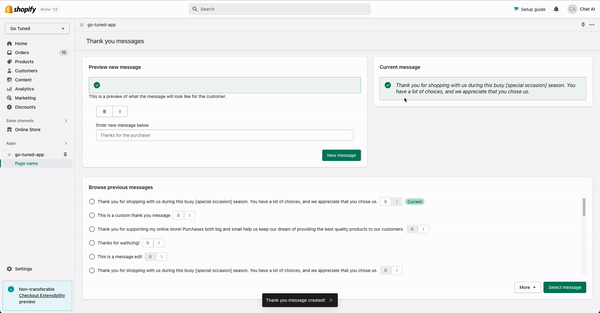 shopify
Winter '23
Search
Setup guide
Chat AI
Go Tuned
go-tuned-app
Home
Orders
10
Products
Customers
Content
Analytics
Marketing
Discounts
Sales channels
Online Store
Apps
go-tuned-app
Page name
Settings
Non-transferable
Checkout Extensibility
preview
Thank you messages
Preview new message
This is a preview of what the message will look like for the customer.
B I
Enter new message below
Thanks for the purchase!
New message
Current message
Thank you for shopping with us during this busy [special occasion] season. You
have a lot of choices, and we appreciate that you chose us.
Browse previous messages
Thank you for shopping with us during this busy [special occasion] season. You have a lot of choices, and we appreciate that you chose us. B I Current
This is a custom thank you message B I
Thank you for supporting my online store! Purchases both big and small help us keep our dream of providing the best quality products to our customers. B I
Thanks for wathcing! B I
This is a message edit B I
Thank you for shopping with us during this busy [special occasion] season. You have a lot of choices, and we appreciate that you chose us. B I
More
Select message
Thank you message created!